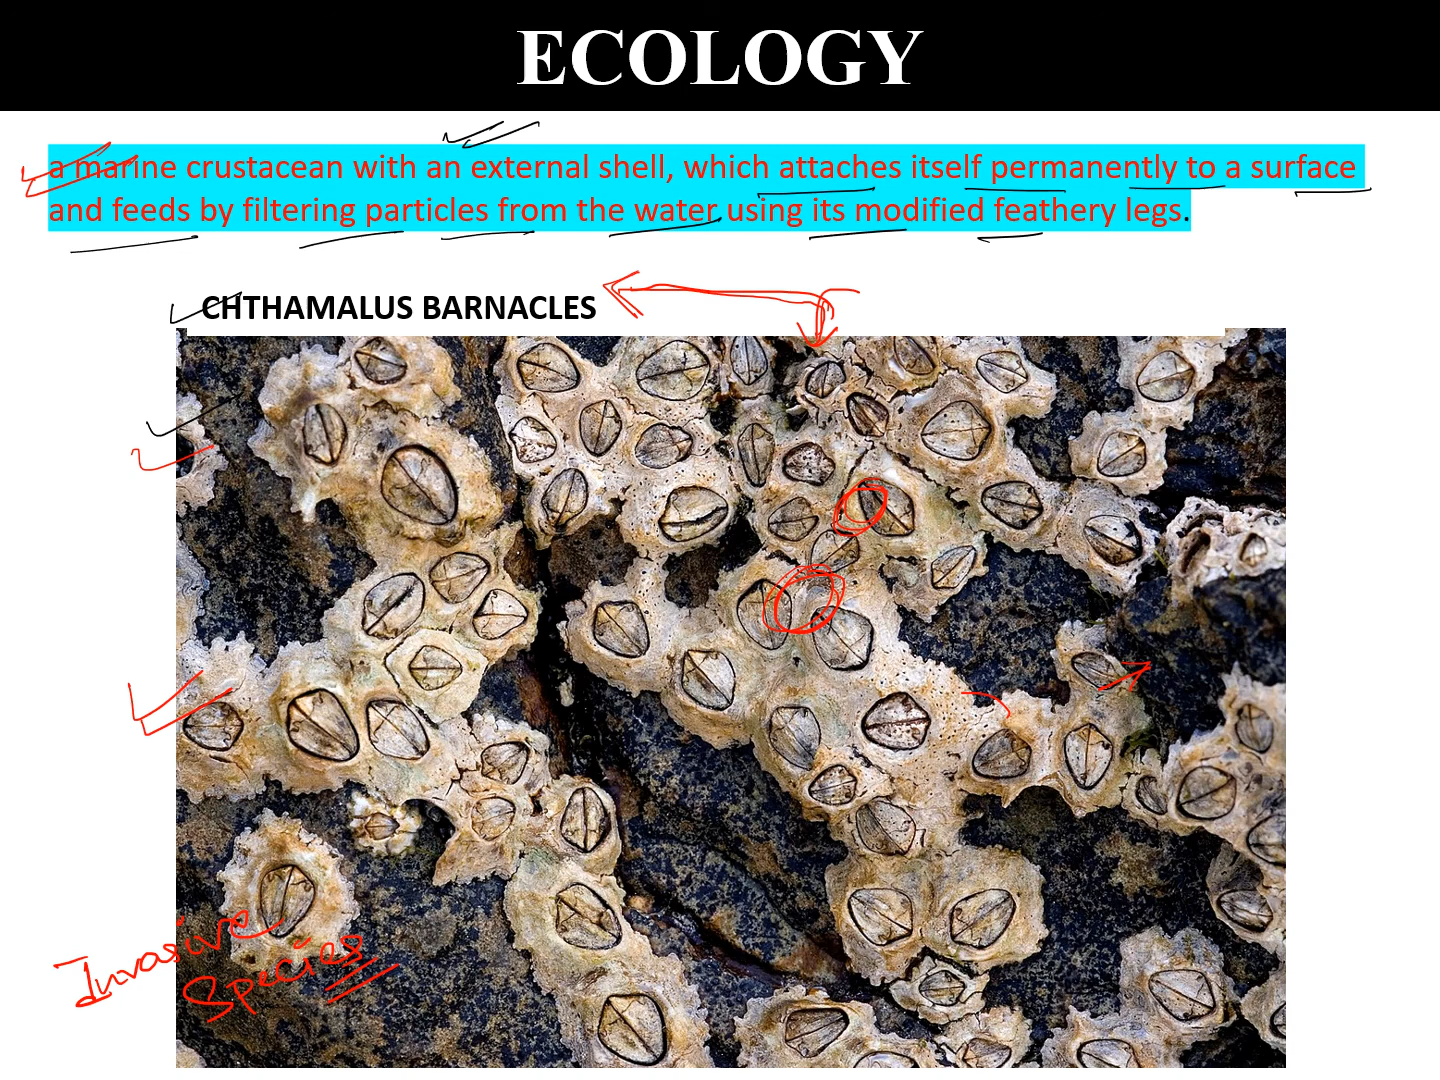 ECOLOGY
a marine crustacean with an external shell, which attaches itself permanently to a surface
and feeds by filtering particles from the water using its modified feathery legs.
CHTHAMALUS BARNACLES
Invasive
Species